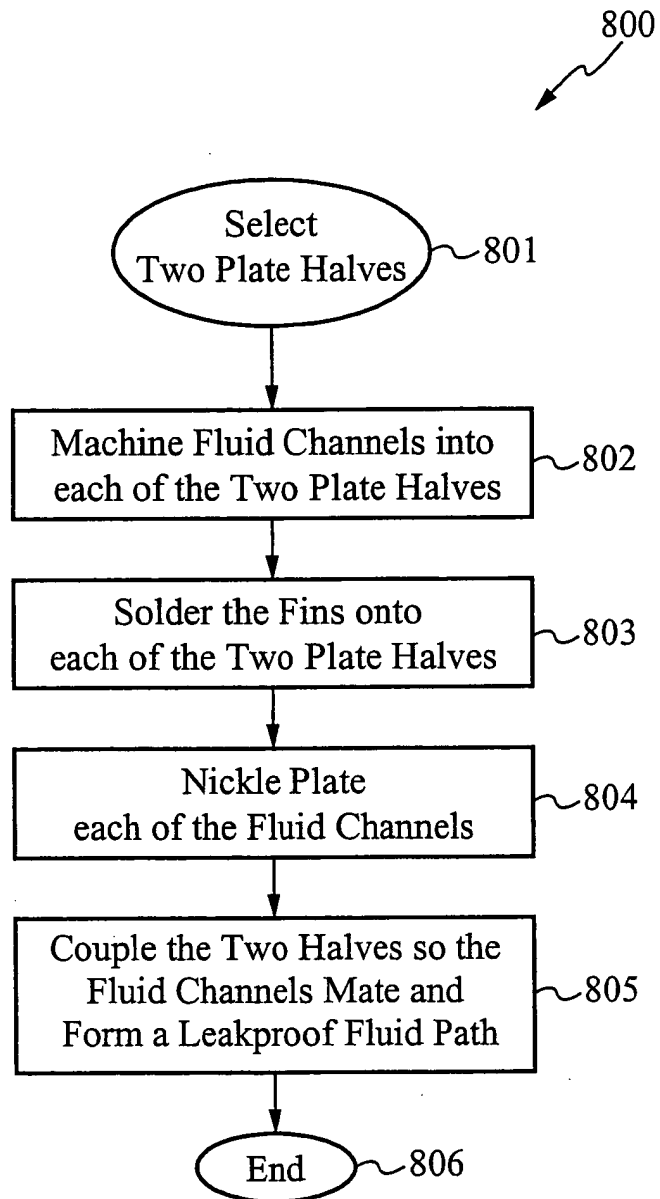 800
Select
Two Plate Halves
801
Machine Fluid Channels into
each of the Two Plate Halves
802
Solder the Fins onto
each of the Two Plate Halves
803
Nickle Plate
each of the Fluid Channels
804
Couple the Two Halves so the
Fluid Channels Mate and
Form a Leakproof Fluid Path
805
End
806